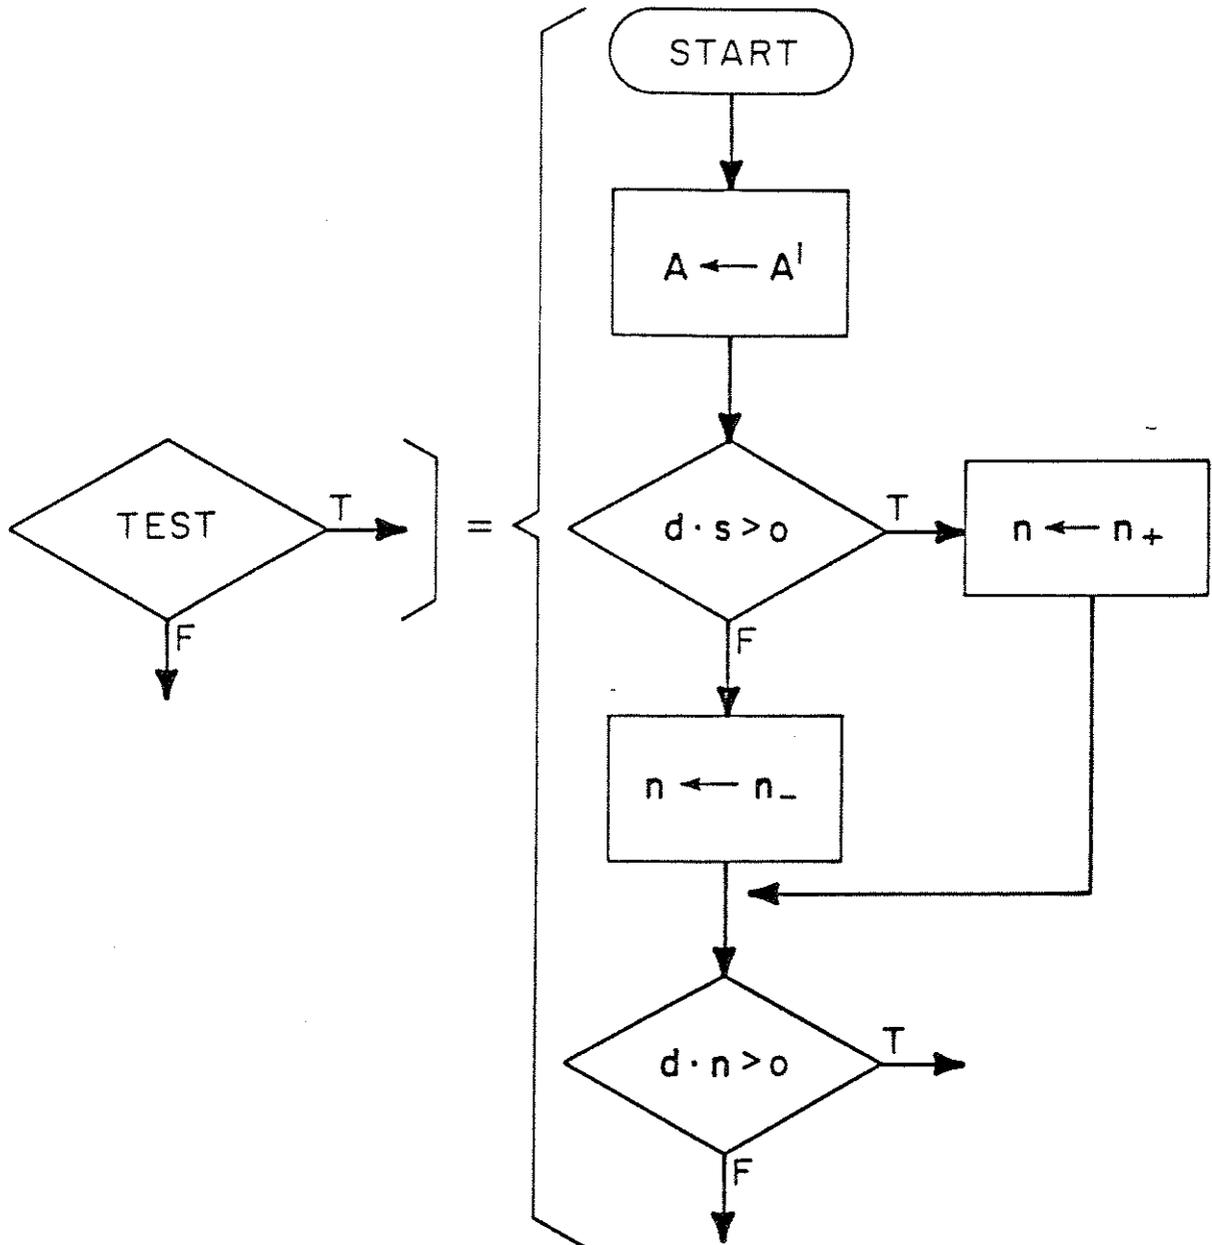 START
A ← A'
TEST
T
F
=
d · s > o
T
n ← n+
F
n ← n-
d · n > o
T
F